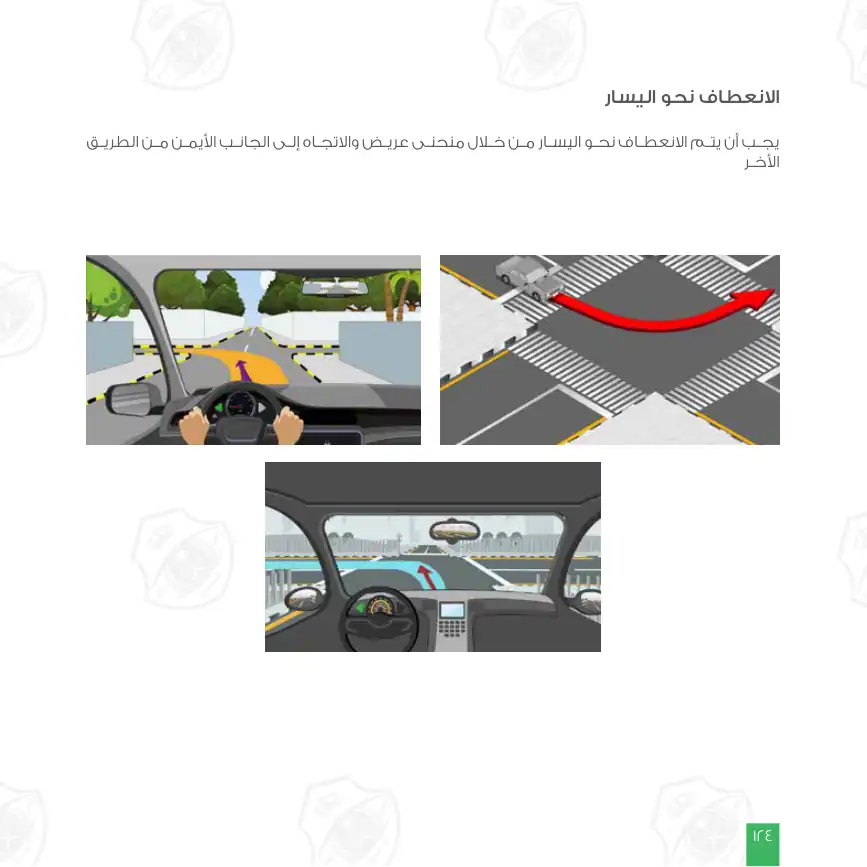 الانعطاف نحو اليسار
يجب أن يتم الانعطاف نحو اليسار من خلال منحنى عريض والاتجاه إلى الجانب الأيمن من الطريق
الأخر
١٢٤